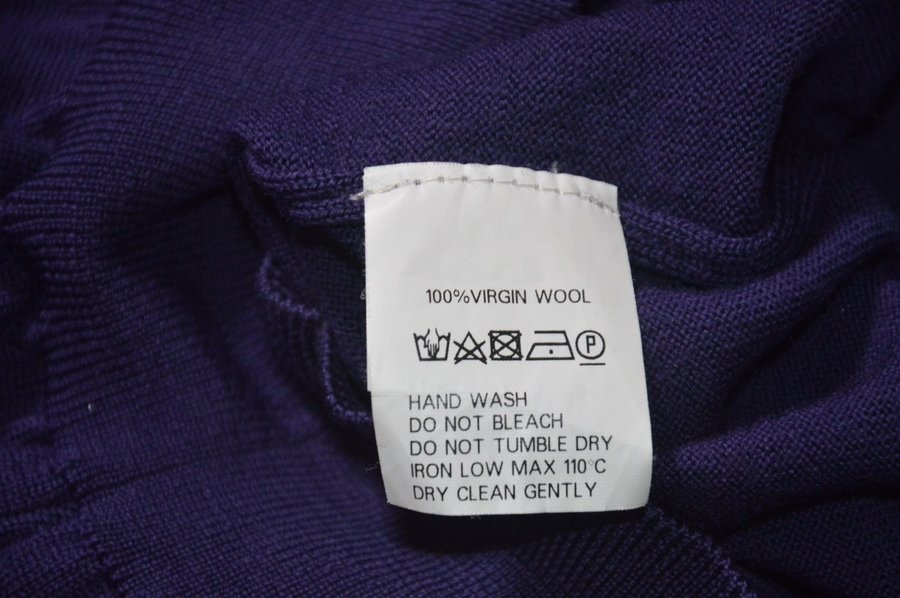 100%VIRGIN WOOL
P
HAND WASH
DO NOT BLEACH
DO NOT TUMBLE DRY
IRON LOW MAX 110°C
DRY CLEAN GENTLY